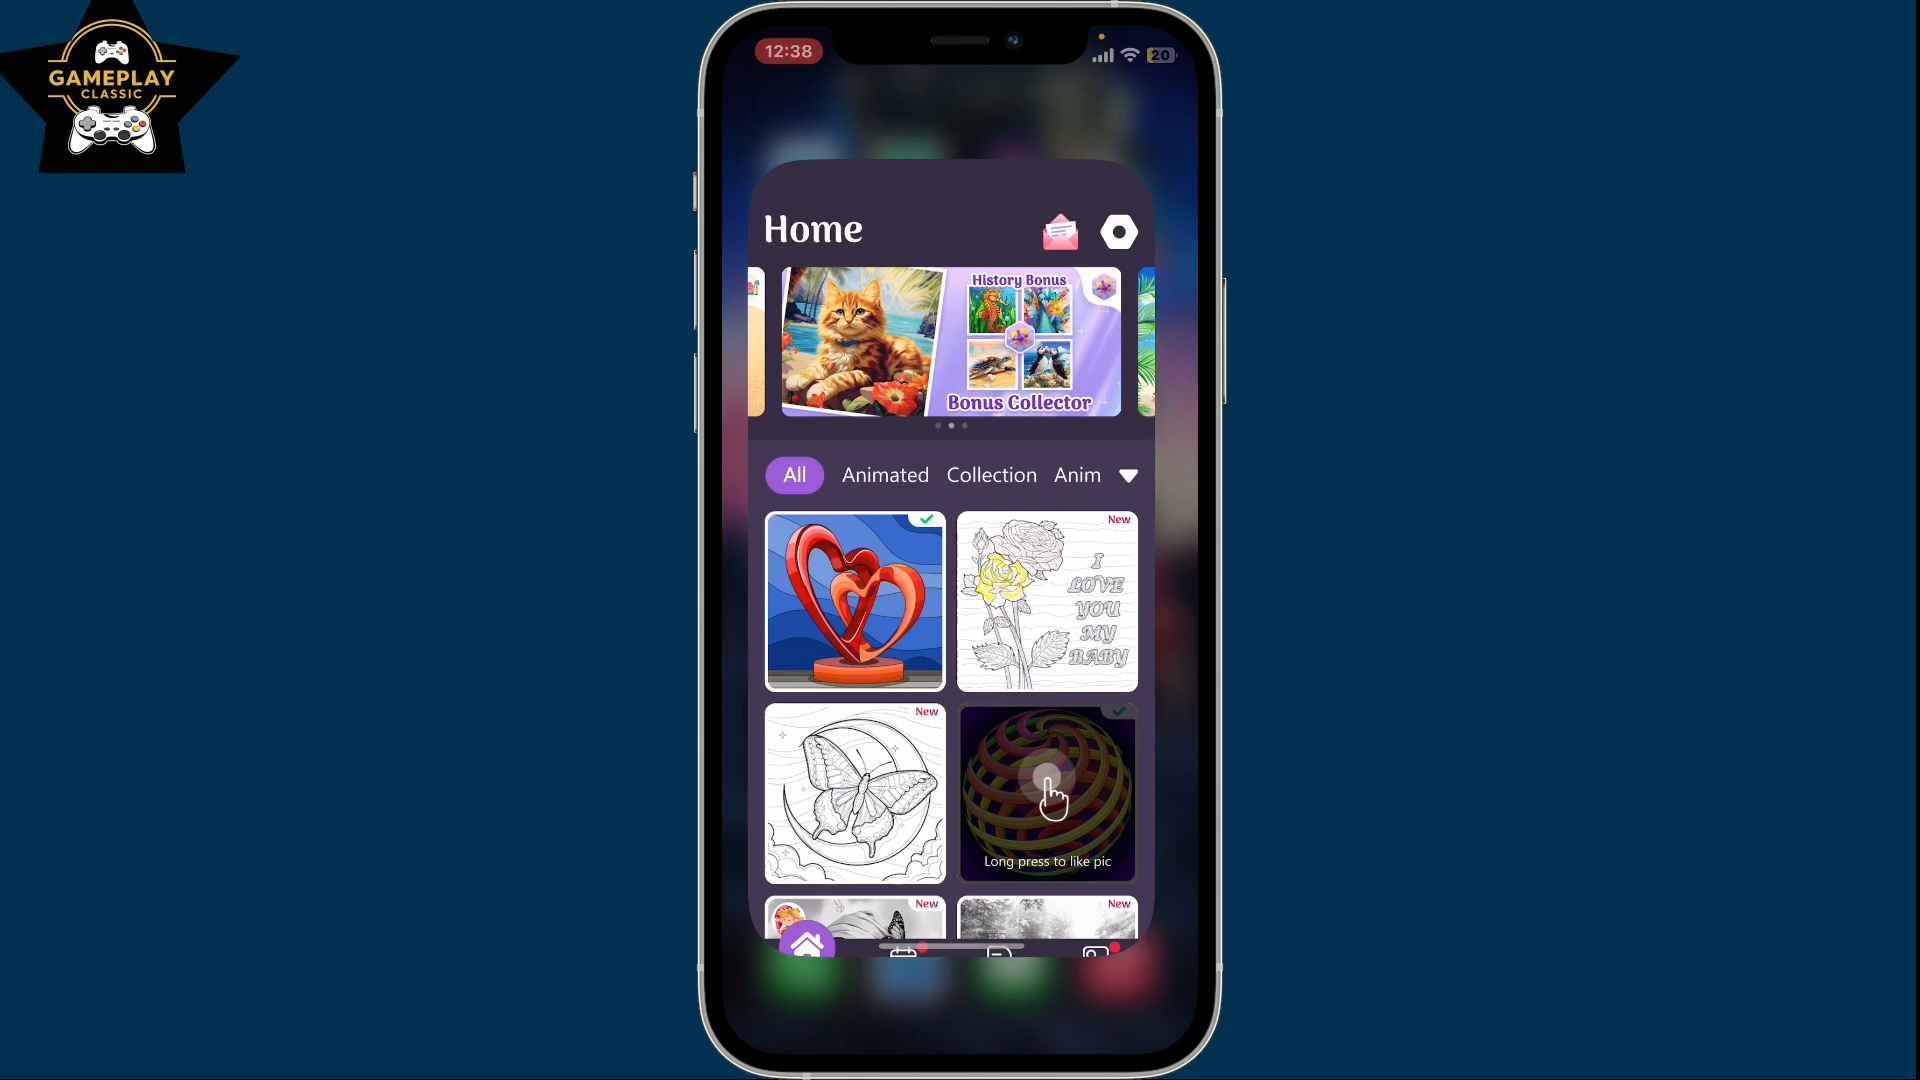 GAMEPLAY
CLASSIC
12:38
20
Home
History Bonus
Bonus Collector
All
Animated
Collection
Anim
New
I
LOVE
YOU
MY
BABY
New
Long press to like pic
New
New